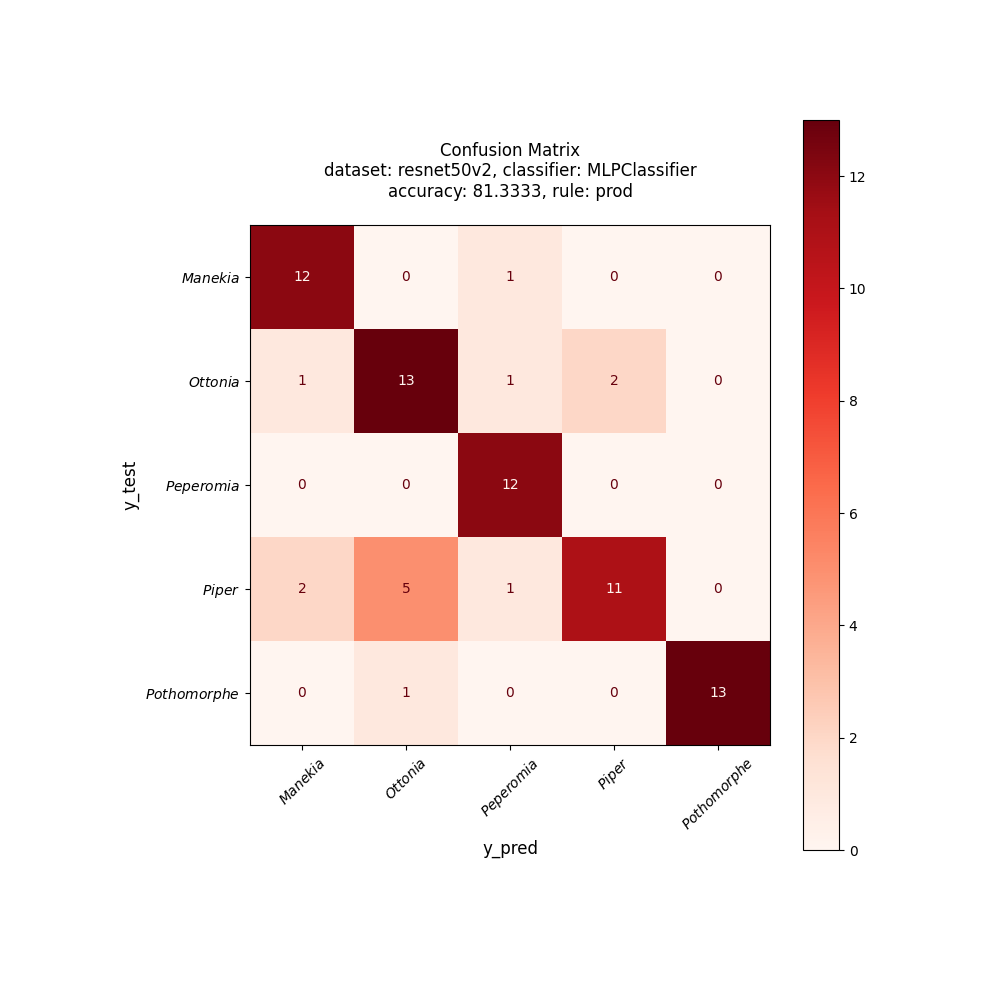 Confusion Matrix
dataset: resnet50v2, classifier: MLPClassifier
accuracy: 81.3333, rule: prod
Manekia 12 0 1 0 0
Ottonia 1 13 1 2 0
Peperomia 0 0 12 0 0
Piper 2 5 1 11 0
Pothomorphe 0 1 0 0 13
y_test
Manekia Ottonia Peperomia Piper Pothomorphe
y_pred
12
10
8
6
4
2
0